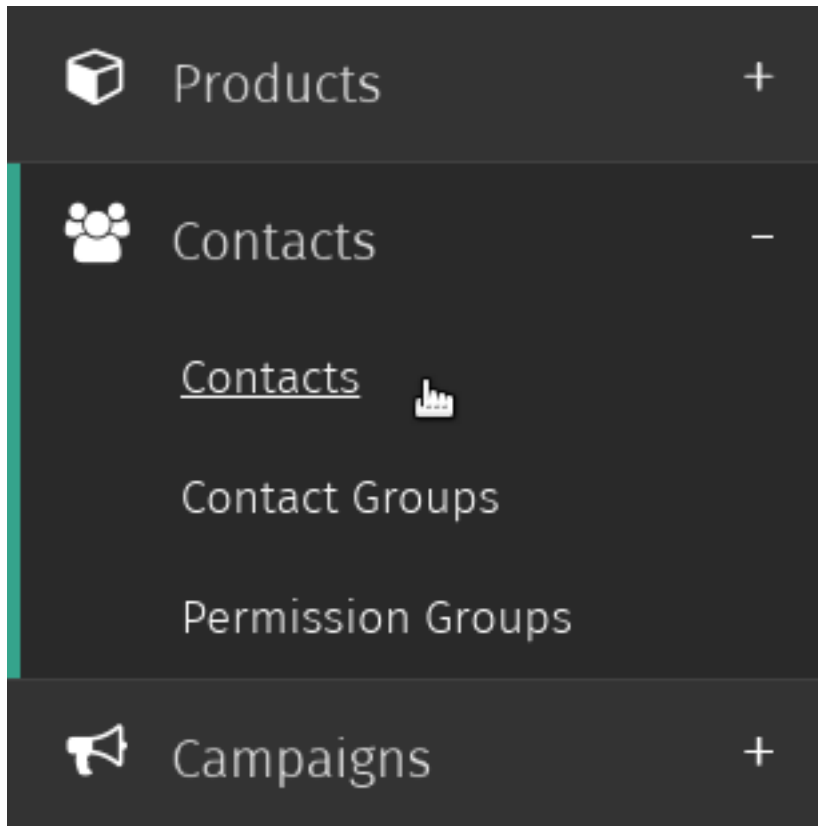 Products +
Contacts −
Contacts
Contact Groups
Permission Groups
Campaigns +